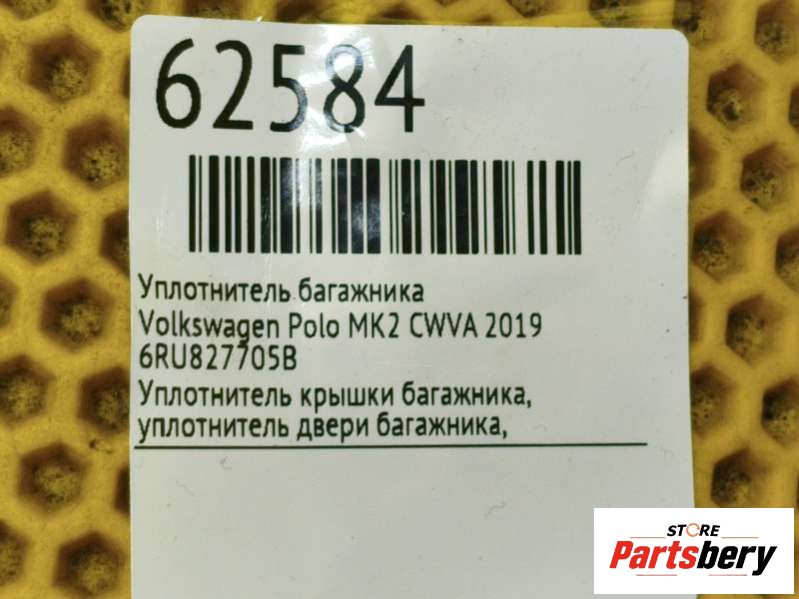 62584
Уплотнитель багажника
Volkswagen Polo MK2 CWVA 2019
6RU827705B
Уплотнитель крышки багажника,
уплотнитель двери багажника,
STORE
Partsbery